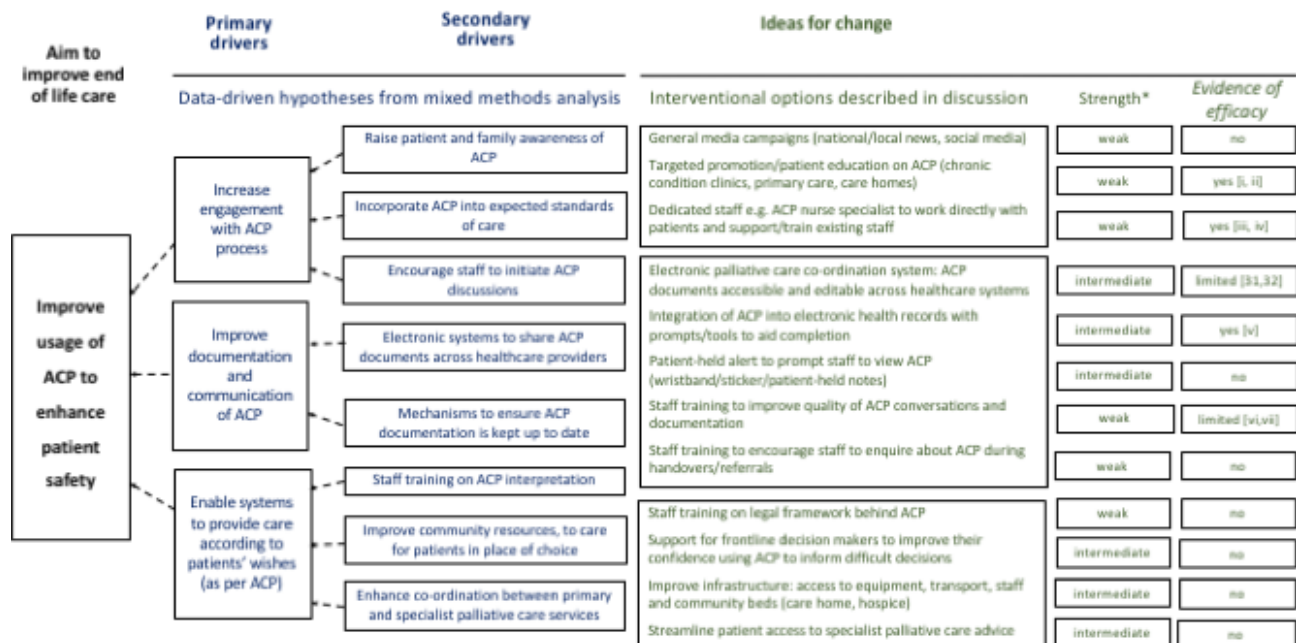 Aim to
improve end
of life care
Primary
drivers
Secondary
drivers
Ideas for change
Data-driven hypotheses from mixed methods analysis
Interventional options described in discussion
Strength*
Evidence of
efficacy
Improve
usage of
ACP to
enhance
patient
safety
Increase
engagement
with ACP
process
Improve
documentation
and
communication
of ACP
Enable systems
to provide care
according to
patients' wishes
(as per ACP)
Raise patient and family awareness of
ACP
Incorporate ACP into expected standards
of care
Encourage staff to initiate ACP
discussions
Electronic systems to share ACP
documents across healthcare providers
Mechanisms to ensure ACP
documentation is kept up to date
Staff training on ACP interpretation
Improve community resources, to care
for patients in place of choice
Enhance co-ordination between primary
and specialist palliative care services
General media campaigns (national/local news, social media)
weak
no
Targeted promotion/patient education on ACP (chronic
condition clinics, primary care, care homes)
weak
yes [i, ii]
Dedicated staff e.g. ACP nurse specialist to work directly with
patients and support/train existing staff
weak
yes [iii, iv]
Electronic palliative care co-ordination system: ACP
documents accessible and editable across healthcare systems
intermediate
limited [31,32]
Integration of ACP into electronic health records with
prompts/tools to aid completion
intermediate
yes [v]
Patient-held alert to prompt staff to view ACP
(wristband/sticker/patient-held notes)
intermediate
no
Staff training to improve quality of ACP conversations and
documentation
weak
limited [vi,vii]
Staff training to encourage staff to enquire about ACP during
handovers/referrals
weak
no
Staff training on legal framework behind ACP
weak
no
Support for frontline decision makers to improve their
confidence using ACP to inform difficult decisions
intermediate
no
Improve infrastructure: access to equipment, transport, staff
and community beds (care home, hospice)
intermediate
no
Streamline patient access to specialist palliative care advice
intermediate
no